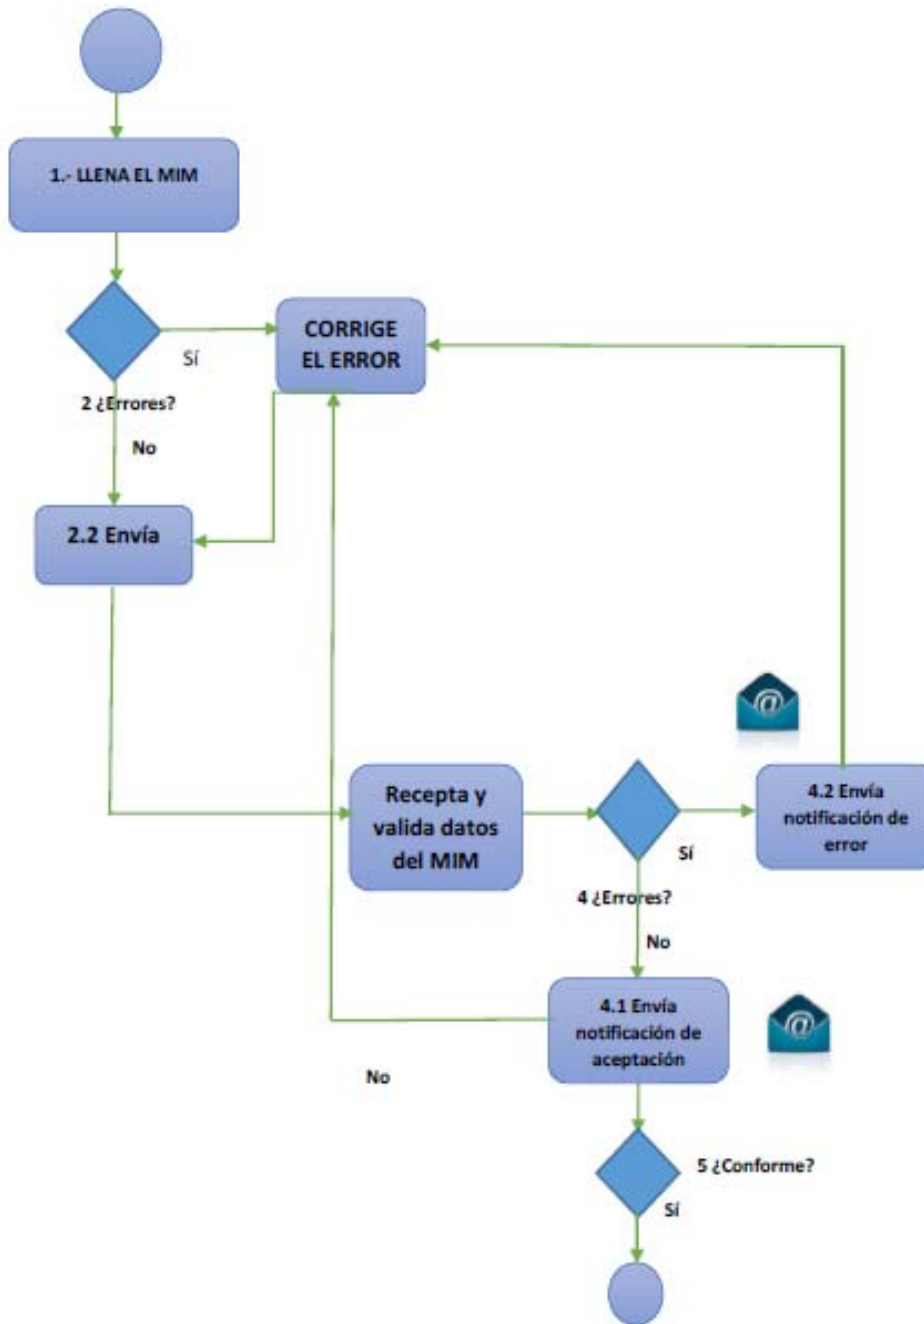 1.- LLENA EL MIM
CORRIGE
EL ERROR
Sí
2 ¿Errores?
No
2.2 Envía
Recepta y
valida datos
del MIM
4.2 Envía
notificación de
error
Sí
4 ¿Errores?
No
4.1 Envía
notificación de
aceptación
No
5 ¿Conforme?
Sí